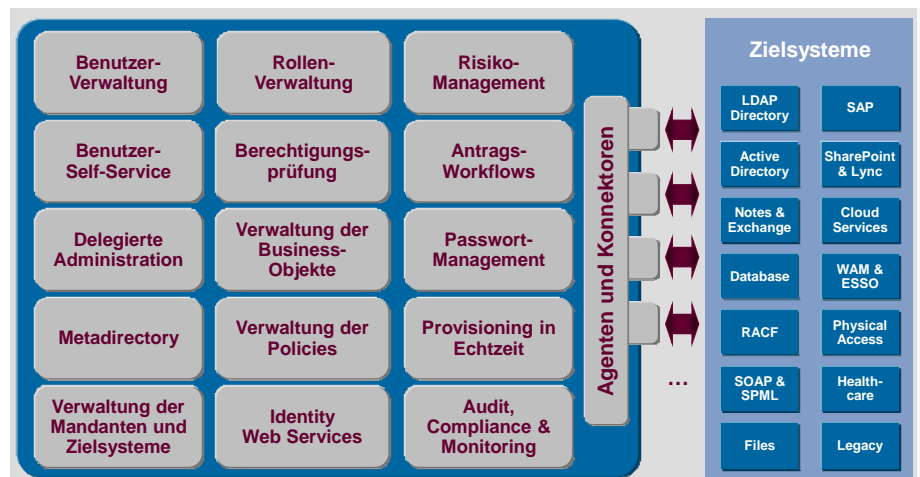 Benutzer-
Verwaltung
Rollen-
Verwaltung
Risiko-
Management
Benutzer-
Self-Service
Berechtigungs-
prüfung
Antrags-
Workflows
Delegierte
Administration
Verwaltung der
Business-
Objekte
Passwort-
Management
Metadirectory
Verwaltung der
Policies
Provisioning in
Echtzeit
Verwaltung der
Mandanten und
Zielsysteme
Identity
Web Services
Audit,
Compliance &
Monitoring
Agenten und Konnektoren
...
Zielsysteme
LDAP
Directory
SAP
Active
Directory
SharePoint
& Lync
Notes &
Exchange
Cloud
Services
Database
WAM &
ESSO
RACF
Physical
Access
SOAP &
SPML
Health-
care
Files
Legacy